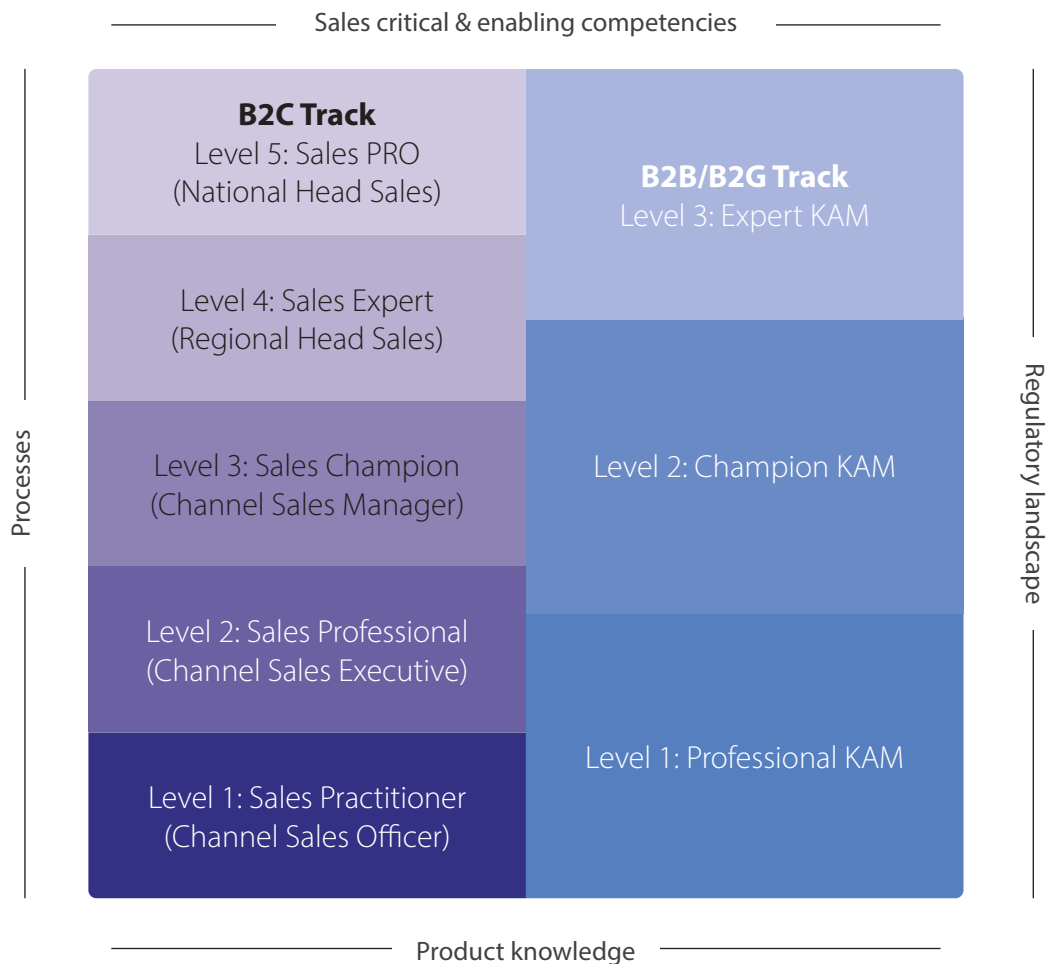 Sales critical & enabling competencies
B2C Track
Level 5: Sales PRO
(National Head Sales)
Level 4: Sales Expert
(Regional Head Sales)
Level 3: Sales Champion
(Channel Sales Manager)
Level 2: Sales Professional
(Channel Sales Executive)
Level 1: Sales Practitioner
(Channel Sales Officer)
B2B/B2G Track
Level 3: Expert KAM
Level 2: Champion KAM
Level 1: Professional KAM
Processes
Regulatory landscape
Product knowledge